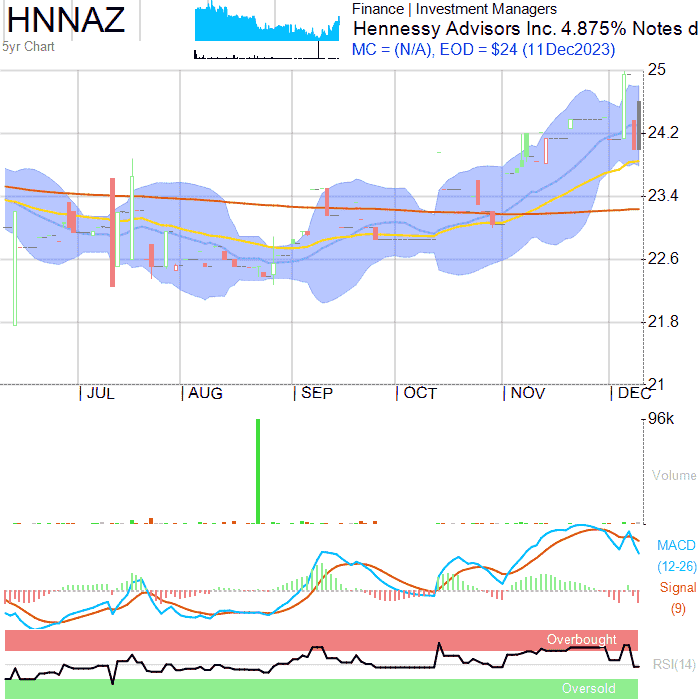 HNNAZ
5yr Chart
Finance | Investment Managers
Hennessy Advisors Inc. 4.875% Notes d
MC = (N/A), EOD = $24 (11Dec2023)
25
24.2
23.4
22.6
21.8
21
JUL AUG SEP OCT NOV DEC
96k
Volume
MACD
(12-26)
Signal
(9)
Overbought
RSI(14)
Oversold